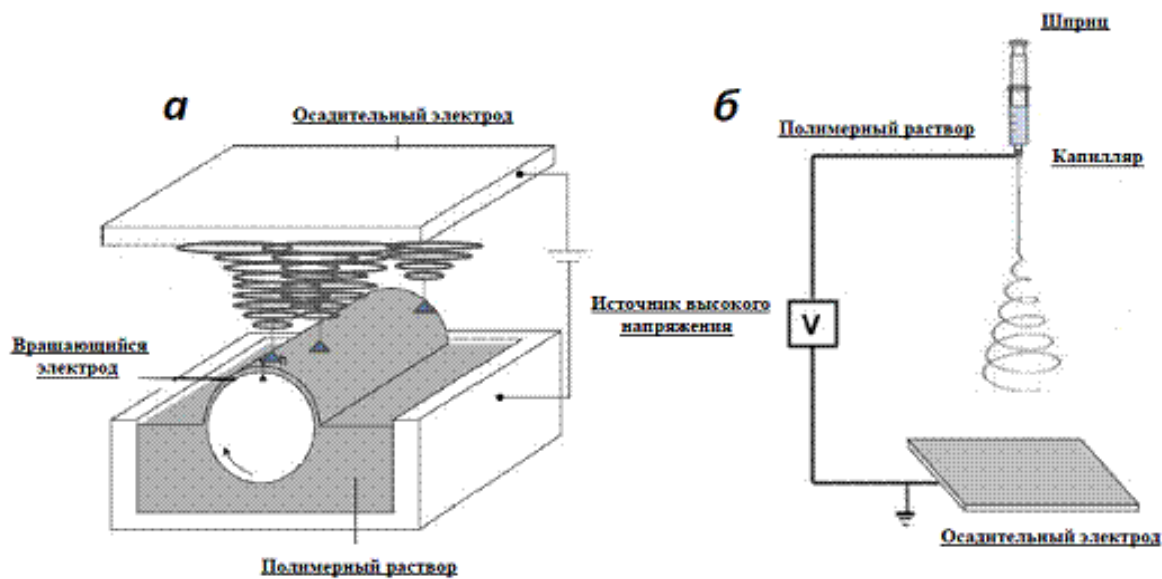 а
Осадительный электрод
Вращающийся
электрод
Полимерный раствор
Источник высокого
напряжения
б
Шприц
Полимерный раствор
Капилляр
V
Осадительный электрод